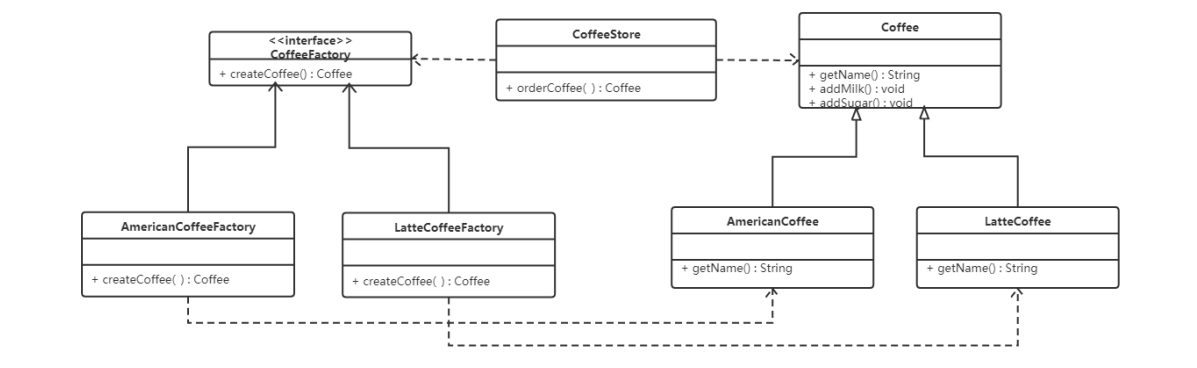 <<interface>>
CoffeeFactory
+ createCoffee() : Coffee
CoffeeStore
+ orderCoffee( ) : Coffee
Coffee
+ getName() : String
+ addMilk() : void
+ addSugar() : void
AmericanCoffeeFactory
+ createCoffee( ) : Coffee
LatteCoffeeFactory
+ createCoffee( ) : Coffee
AmericanCoffee
+ getName() : String
LatteCoffee
+ getName() : String